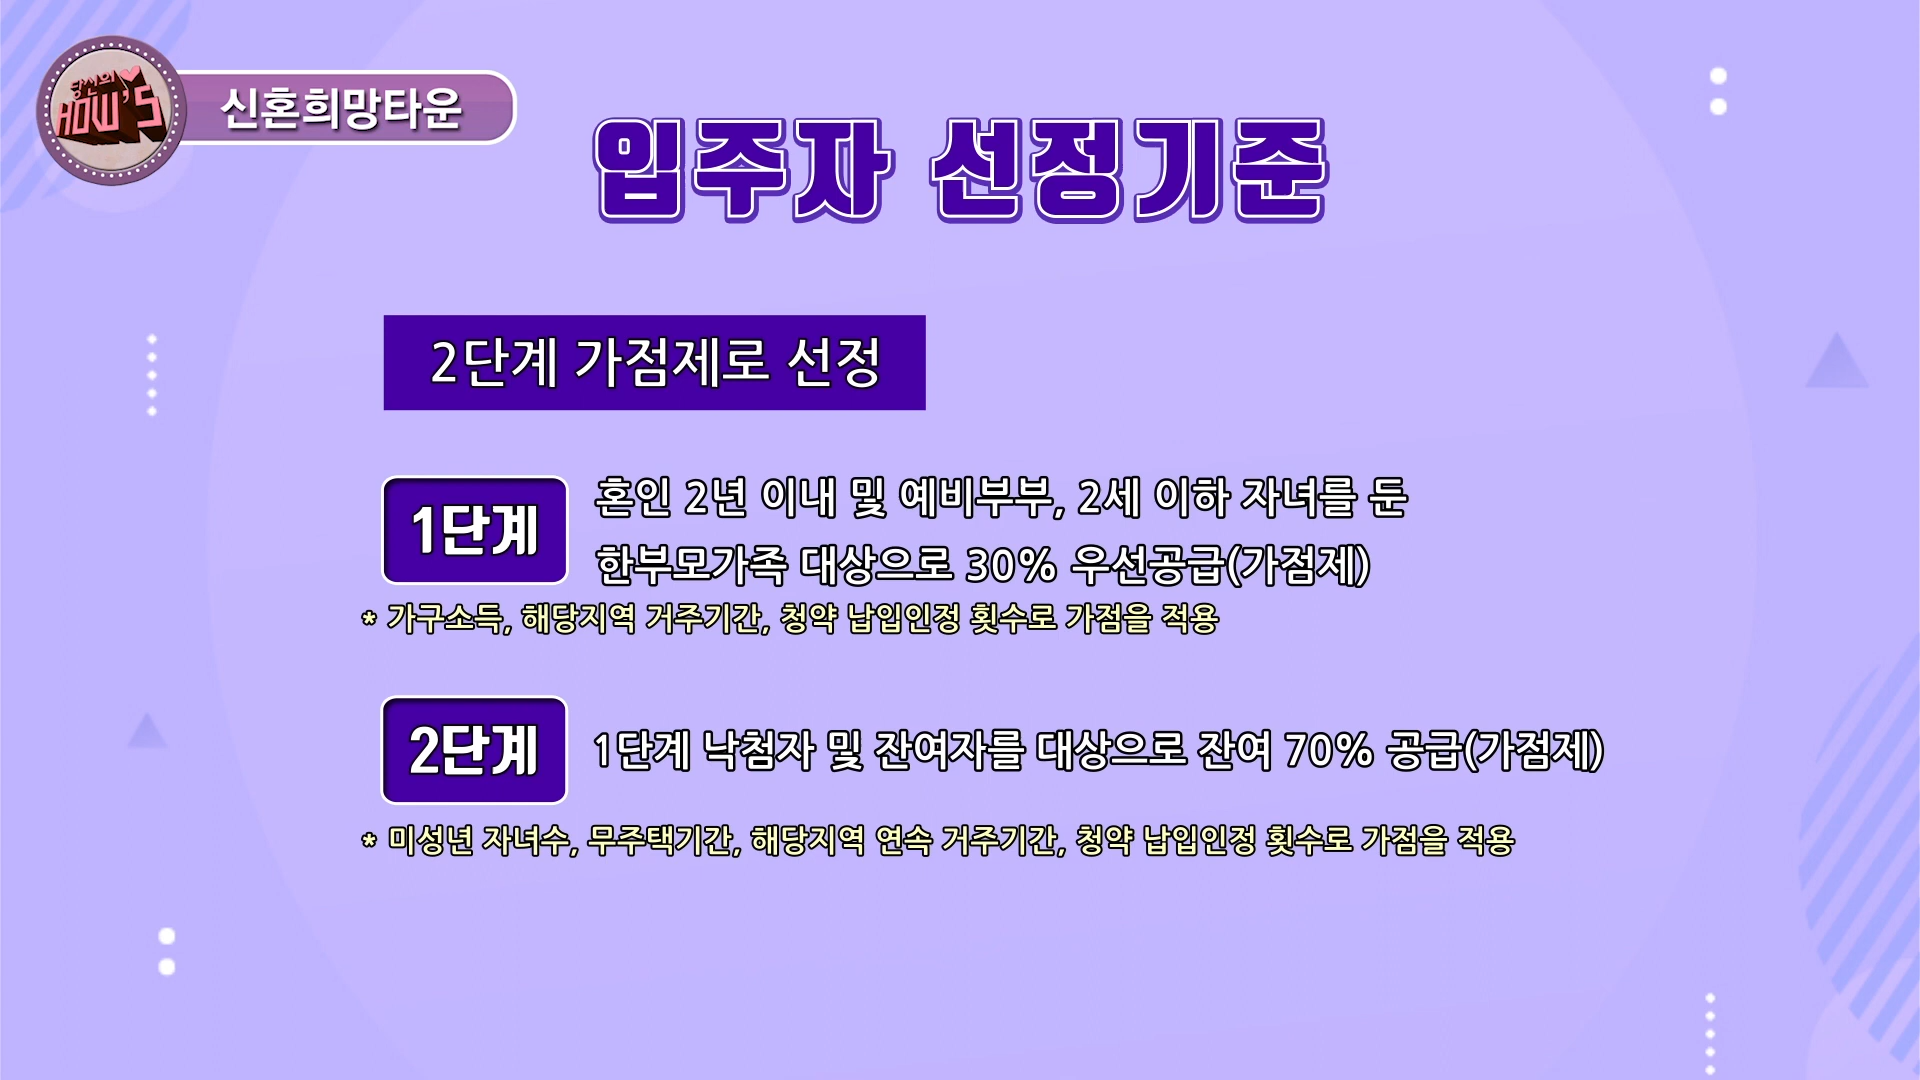 당신의
HOW'S
신혼희망타운
입주자 선정기준
2단계 가점제로 선정
1단계
혼인 2년 이내 및 예비부부, 2세 이하 자녀를 둔
한부모가족 대상으로 30% 우선공급(가점제)
* 가구소득, 해당지역 거주기간, 청약 납입인정 횟수로 가점을 적용
2단계
1단계 낙첨자 및 잔여자를 대상으로 잔여 70% 공급(가점제)
* 미성년 자녀수, 무주택기간, 해당지역 연속 거주기간, 청약 납입인정 횟수로 가점을 적용